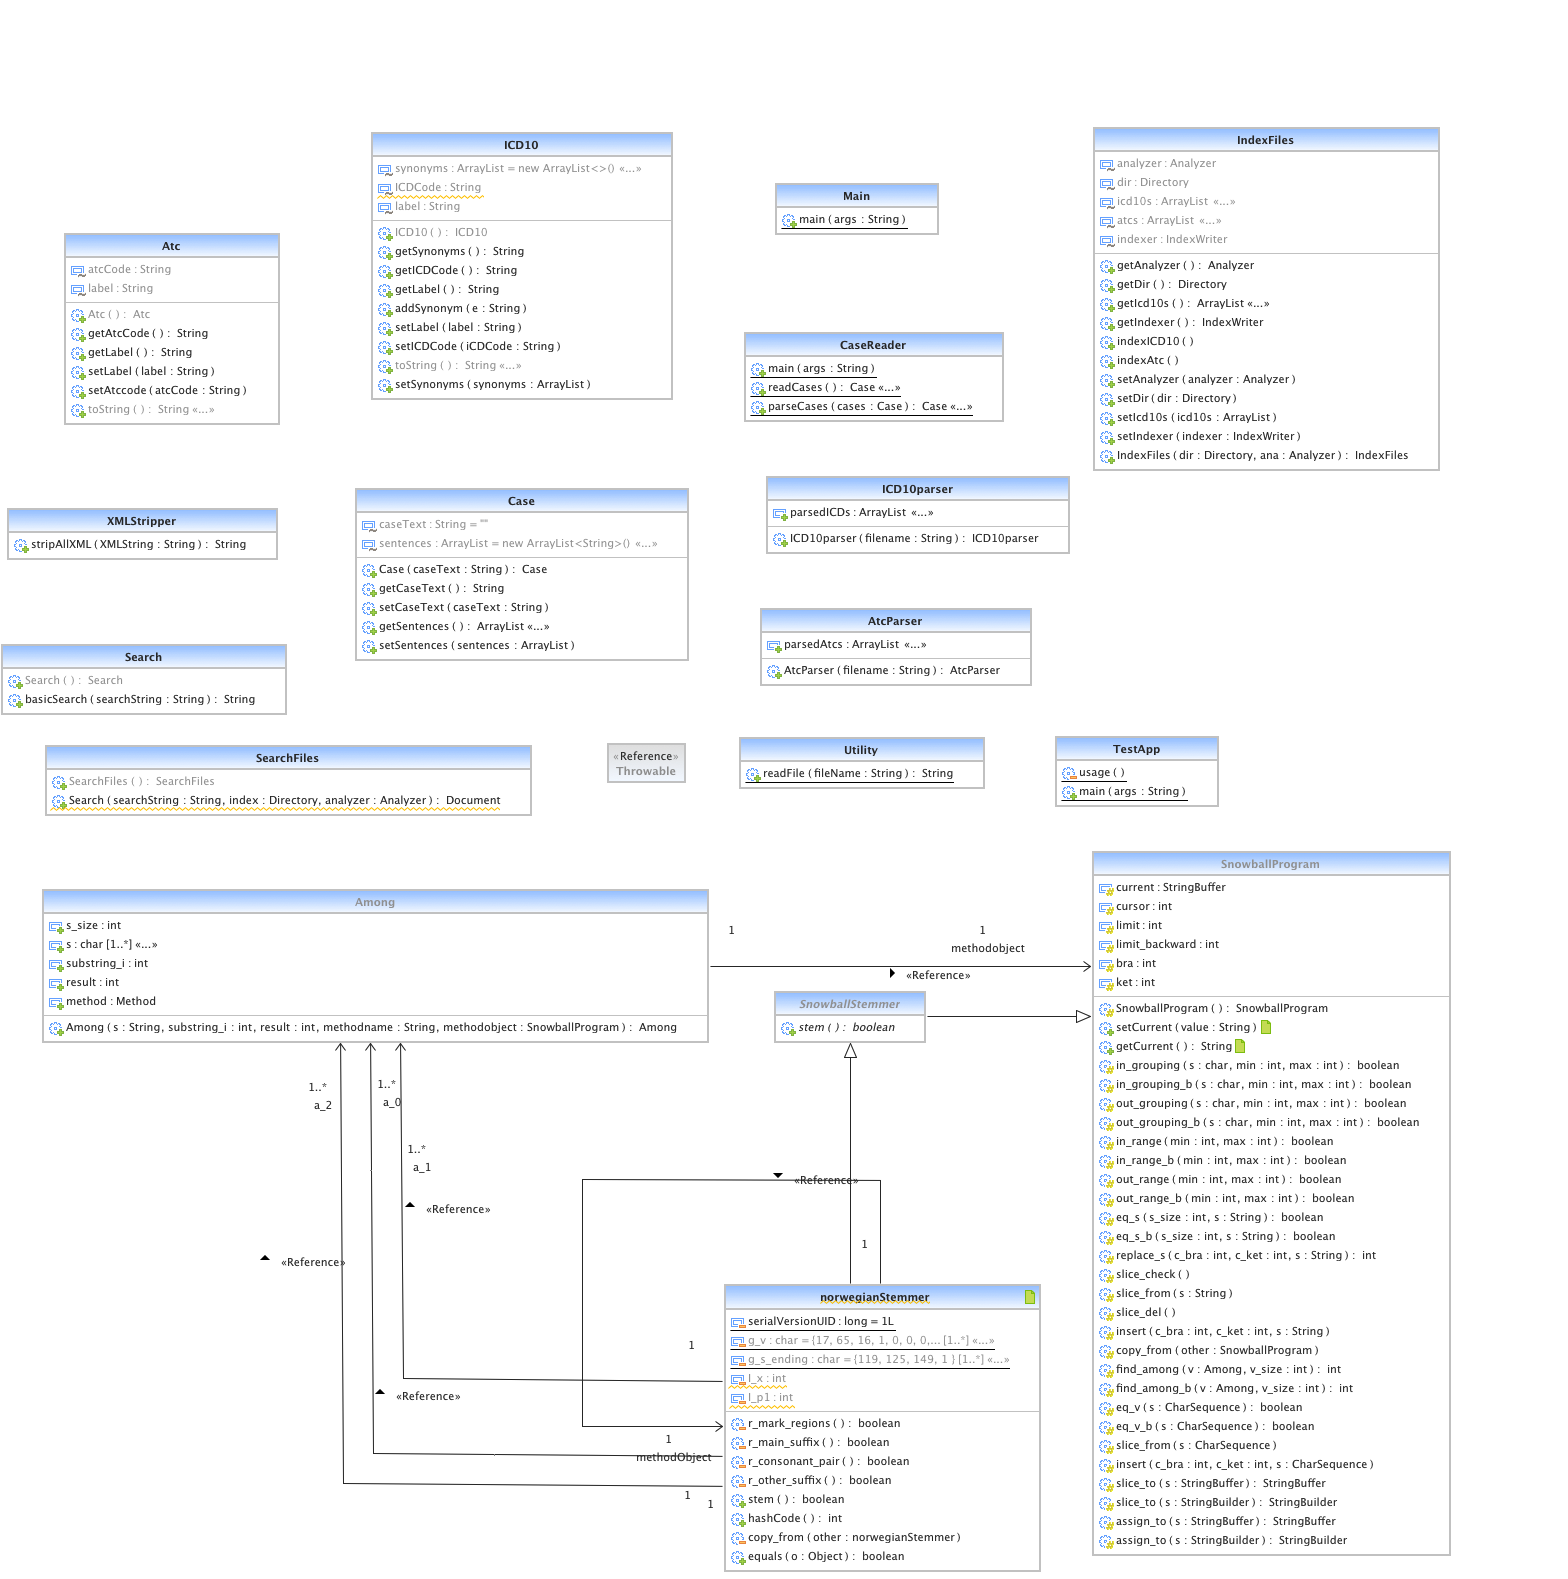 ICD10
synonyms : ArrayList = new ArrayList<>() «...»
ICDCode : String
label : String
ICD10 ( ) : ICD10
getSynonyms ( ) : String
getICDCode ( ) : String
getLabel ( ) : String
addSynonym ( e : String )
setLabel ( label : String )
setICDCode ( iCDCode : String )
toString ( ) : String «...»
setSynonyms ( synonyms : ArrayList )
IndexFiles
analyzer : Analyzer
dir : Directory
icd10s : ArrayList «...»
atcs : ArrayList «...»
indexer : IndexWriter
getAnalyzer ( ) : Analyzer
getDir ( ) : Directory
getIcd10s ( ) : ArrayList «...»
getIndexer ( ) : IndexWriter
indexICD10 ( )
indexAtc ( )
setAnalyzer ( analyzer : Analyzer )
setDir ( dir : Directory )
setIcd10s ( icd10s : ArrayList )
setIndexer ( indexer : IndexWriter )
IndexFiles ( dir : Directory, ana : Analyzer ) : IndexFiles
Main
main ( args : String )
Atc
atcCode : String
label : String
Atc ( ) : Atc
getAtcCode ( ) : String
getLabel ( ) : String
setLabel ( label : String )
setAtccode ( atcCode : String )
toString ( ) : String «...»
CaseReader
main ( args : String )
readCases ( ) : Case «...»
parseCases ( cases : Case ) : Case «...»
XMLStripper
stripAllXML ( XMLString : String ) : String
Case
caseText : String = ""
sentences : ArrayList = new ArrayList<String>() «...»
Case ( caseText : String ) : Case
getCaseText ( ) : String
setCaseText ( caseText : String )
getSentences ( ) : ArrayList «...»
setSentences ( sentences : ArrayList )
ICD10parser
parsedICDs : ArrayList «...»
ICD10parser ( filename : String ) : ICD10parser
AtcParser
parsedAtcs : ArrayList «...»
AtcParser ( filename : String ) : AtcParser
Search
Search ( ) : Search
basicSearch ( searchString : String ) : String
SearchFiles
SearchFiles ( ) : SearchFiles
Search ( searchString : String, index : Directory, analyzer : Analyzer ) : Document
«Reference»
Throwable
Utility
readFile ( fileName : String ) : String
TestApp
usage ( )
main ( args : String )
Among
s_size : int
s : char [1..*] «...»
substring_i : int
result : int
method : Method
Among ( s : String, substring_i : int, result : int, methodname : String, methodobject : SnowballProgram ) : Among
1
1
methodobject
«Reference»
SnowballStemmer
stem ( ) : boolean
SnowballProgram
current : StringBuffer
cursor : int
limit : int
limit_backward : int
bra : int
ket : int
SnowballProgram ( ) : SnowballProgram
setCurrent ( value : String )
getCurrent ( ) : String
in_grouping ( s : char, min : int, max : int ) : boolean
in_grouping_b ( s : char, min : int, max : int ) : boolean
out_grouping ( s : char, min : int, max : int ) : boolean
out_grouping_b ( s : char, min : int, max : int ) : boolean
in_range ( min : int, max : int ) : boolean
in_range_b ( min : int, max : int ) : boolean
out_range ( min : int, max : int ) : boolean
out_range_b ( min : int, max : int ) : boolean
eq_s ( s_size : int, s : String ) : boolean
eq_s_b ( s_size : int, s : String ) : boolean
replace_s ( c_bra : int, c_ket : int, s : String ) : int
slice_check ( )
slice_from ( s : String )
slice_del ( )
insert ( c_bra : int, c_ket : int, s : String )
copy_from ( other : SnowballProgram )
find_among ( v : Among, v_size : int ) : int
find_among_b ( v : Among, v_size : int ) : int
eq_v ( s : CharSequence ) : boolean
eq_v_b ( s : CharSequence ) : boolean
slice_from ( s : CharSequence )
insert ( c_bra : int, c_ket : int, s : CharSequence )
slice_to ( s : StringBuffer ) : StringBuffer
slice_to ( s : StringBuilder ) : StringBuilder
assign_to ( s : StringBuffer ) : StringBuffer
assign_to ( s : StringBuilder ) : StringBuilder
1..*
a_2
1..*
a_0
1..*
a_1
«Reference»
«Reference»
«Reference»
1
«Reference»
1
1
methodObject
1
1
norwegianStemmer
serialVersionUID : long = 1L
g_v : char = {17, 65, 16, 1, 0, 0, 0,... [1..*] «...»
g_s_ending : char = {119, 125, 149, 1 } [1..*] «...»
I_x : int
I_p1 : int
r_mark_regions ( ) : boolean
r_main_suffix ( ) : boolean
r_consonant_pair ( ) : boolean
r_other_suffix ( ) : boolean
stem ( ) : boolean
hashCode ( ) : int
copy_from ( other : norwegianStemmer )
equals ( o : Object ) : boolean